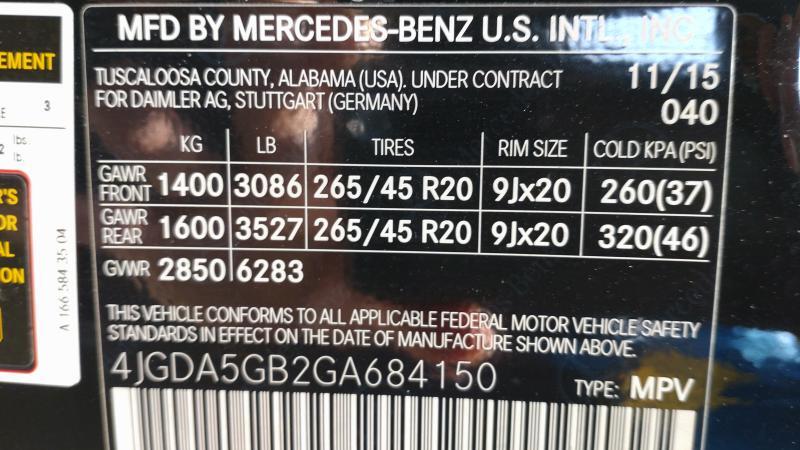 MFD BY MERCEDES-BENZ U.S. INTL., INC
TUSCALOOSA COUNTY, ALABAMA (USA). UNDER CONTRACT 11/15
FOR DAIMLER AG, STUTTGART (GERMANY) 040
KG LB TIRES RIM SIZE COLD KPA(PSI)
GAWR FRONT 1400 3086 265/45 R20 9Jx20 260(37)
GAWR REAR 1600 3527 265/45 R20 9Jx20 320(46)
GVWR 2850 6283
THIS VEHICLE CONFORMS TO ALL APPLICABLE FEDERAL MOTOR VEHICLE SAFETY
STANDARDS IN EFFECT ON THE DATE OF MANUFACTURE SHOWN ABOVE.
4JGDA5GB2GA684150 TYPE: MPV
EMENT
3
lbs.
lb.
A 166 584 35 04